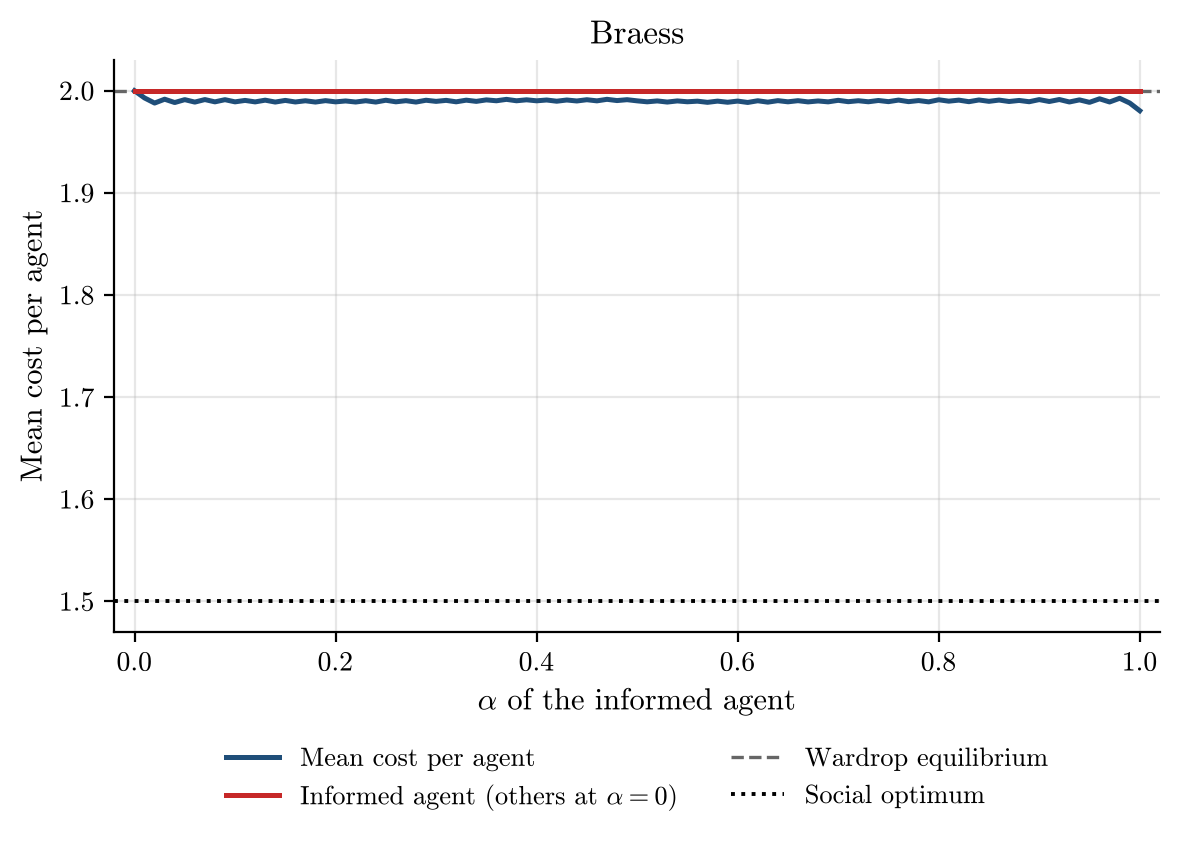 Braess
Mean cost per agent
2.0
1.9
1.8
1.7
1.6
1.5
0.0 0.2 0.4 0.6 0.8 1.0
α of the informed agent
Mean cost per agent
Informed agent (others at α = 0)
Wardrop equilibrium
Social optimum